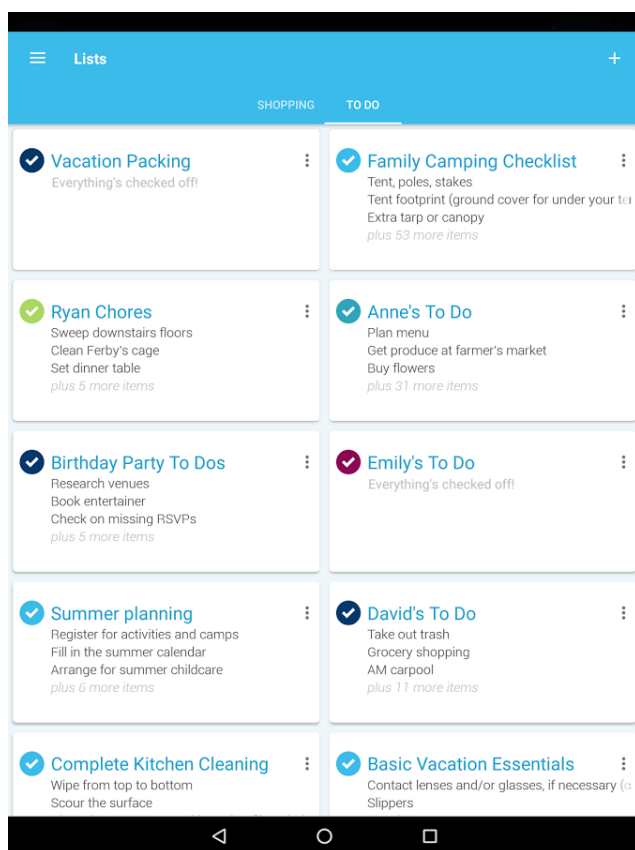 Lists
SHOPPING TO DO
Vacation Packing
Everything's checked off!
Family Camping Checklist
Tent, poles, stakes
Tent footprint (ground cover for under your
Extra tarp or canopy
plus 53 more items
Ryan Chores
Sweep downstairs floors
Clean Ferby's cage
Set dinner table
plus 5 more items
Anne's To Do
Plan menu
Get produce at farmer's market
Buy flowers
plus 31 more items
Birthday Party To Dos
Research venues
Book entertainer
Check on missing RSVPs
plus 5 more items
Emily's To Do
Everything's checked off!
Summer planning
Register for activities and camps
Fill in the summer calendar
Arrange for summer childcare
plus 6 more items
David's To Do
Take out trash
Grocery shopping
AM carpool
plus 11 more items
Complete Kitchen Cleaning
Wipe from top to bottom
Scour the surface
Basic Vacation Essentials
Contact lenses and/or glasses, if necessary
Slippers